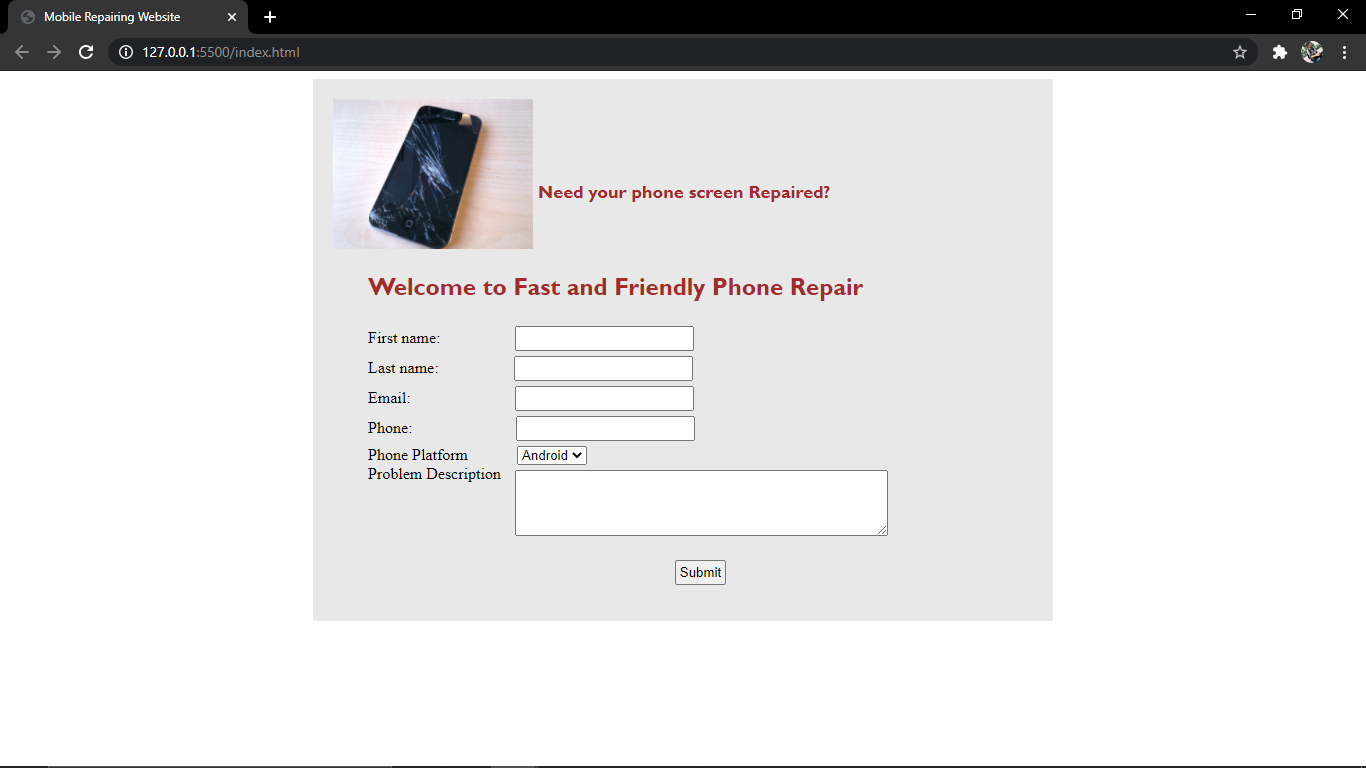 Mobile Repairing Website
127.0.0.1:5500/index.html
Need your phone screen Repaired?
Welcome to Fast and Friendly Phone Repair
First name:
Last name:
Email:
Phone:
Phone Platform Android
Problem Description
Submit